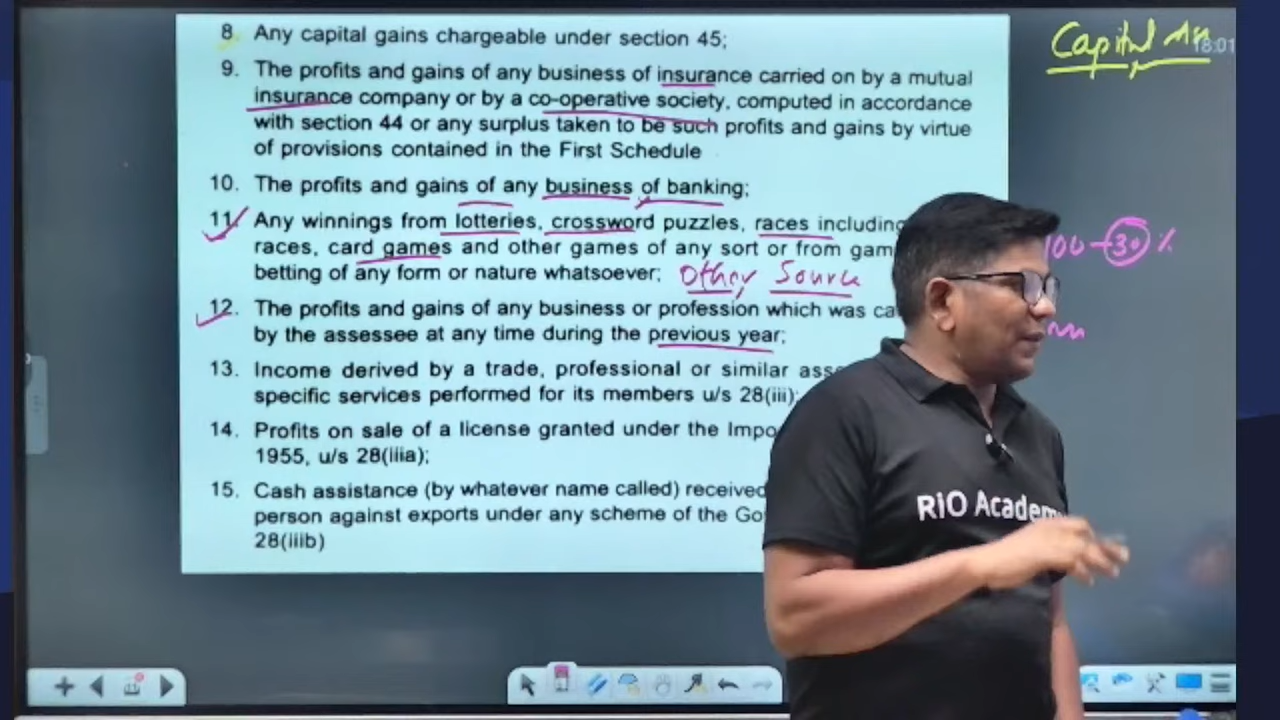 8. Any capital gains chargeable under section 45;
9. The profits and gains of any business of insurance carried on by a mutual
insurance company or by a co-operative society, computed in accordance
with section 44 or any surplus taken to be such profits and gains by virtue
of provisions contained in the First Schedule
10. The profits and gains of any business of banking;
11. Any winnings from lotteries, crossword puzzles, races including
races, card games and other games of any sort or from gam
betting of any form or nature whatsoever; Other Source
12. The profits and gains of any business or profession which was ca
by the assessee at any time during the previous year;
13. Income derived by a trade, professional or similar ass
specific services performed for its members u/s 28(iii);
14. Profits on sale of a license granted under the Impo
1955, u/s 28(iiia);
15. Cash assistance (by whatever name called) received
person against exports under any scheme of the Go
28(iiib)
Capital
18:01
100 - 30 %
RiO Academ